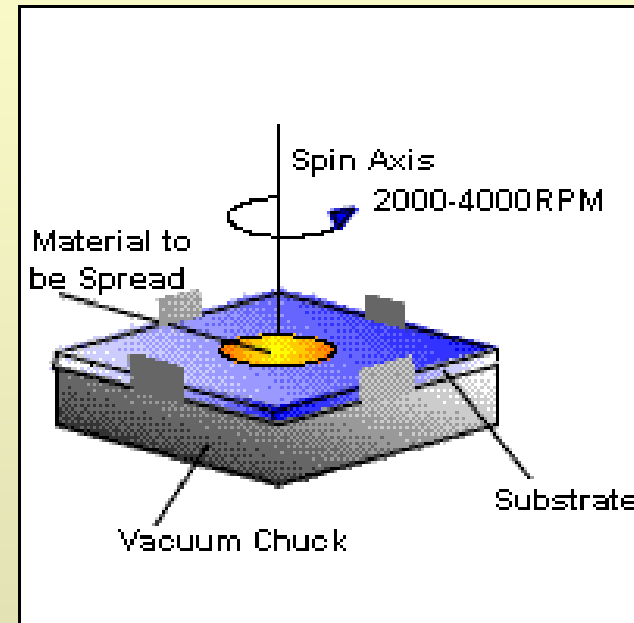 Spin Axis
2000-4000RPM
Material to
be Spread
Substrate
Vacuum Chuck